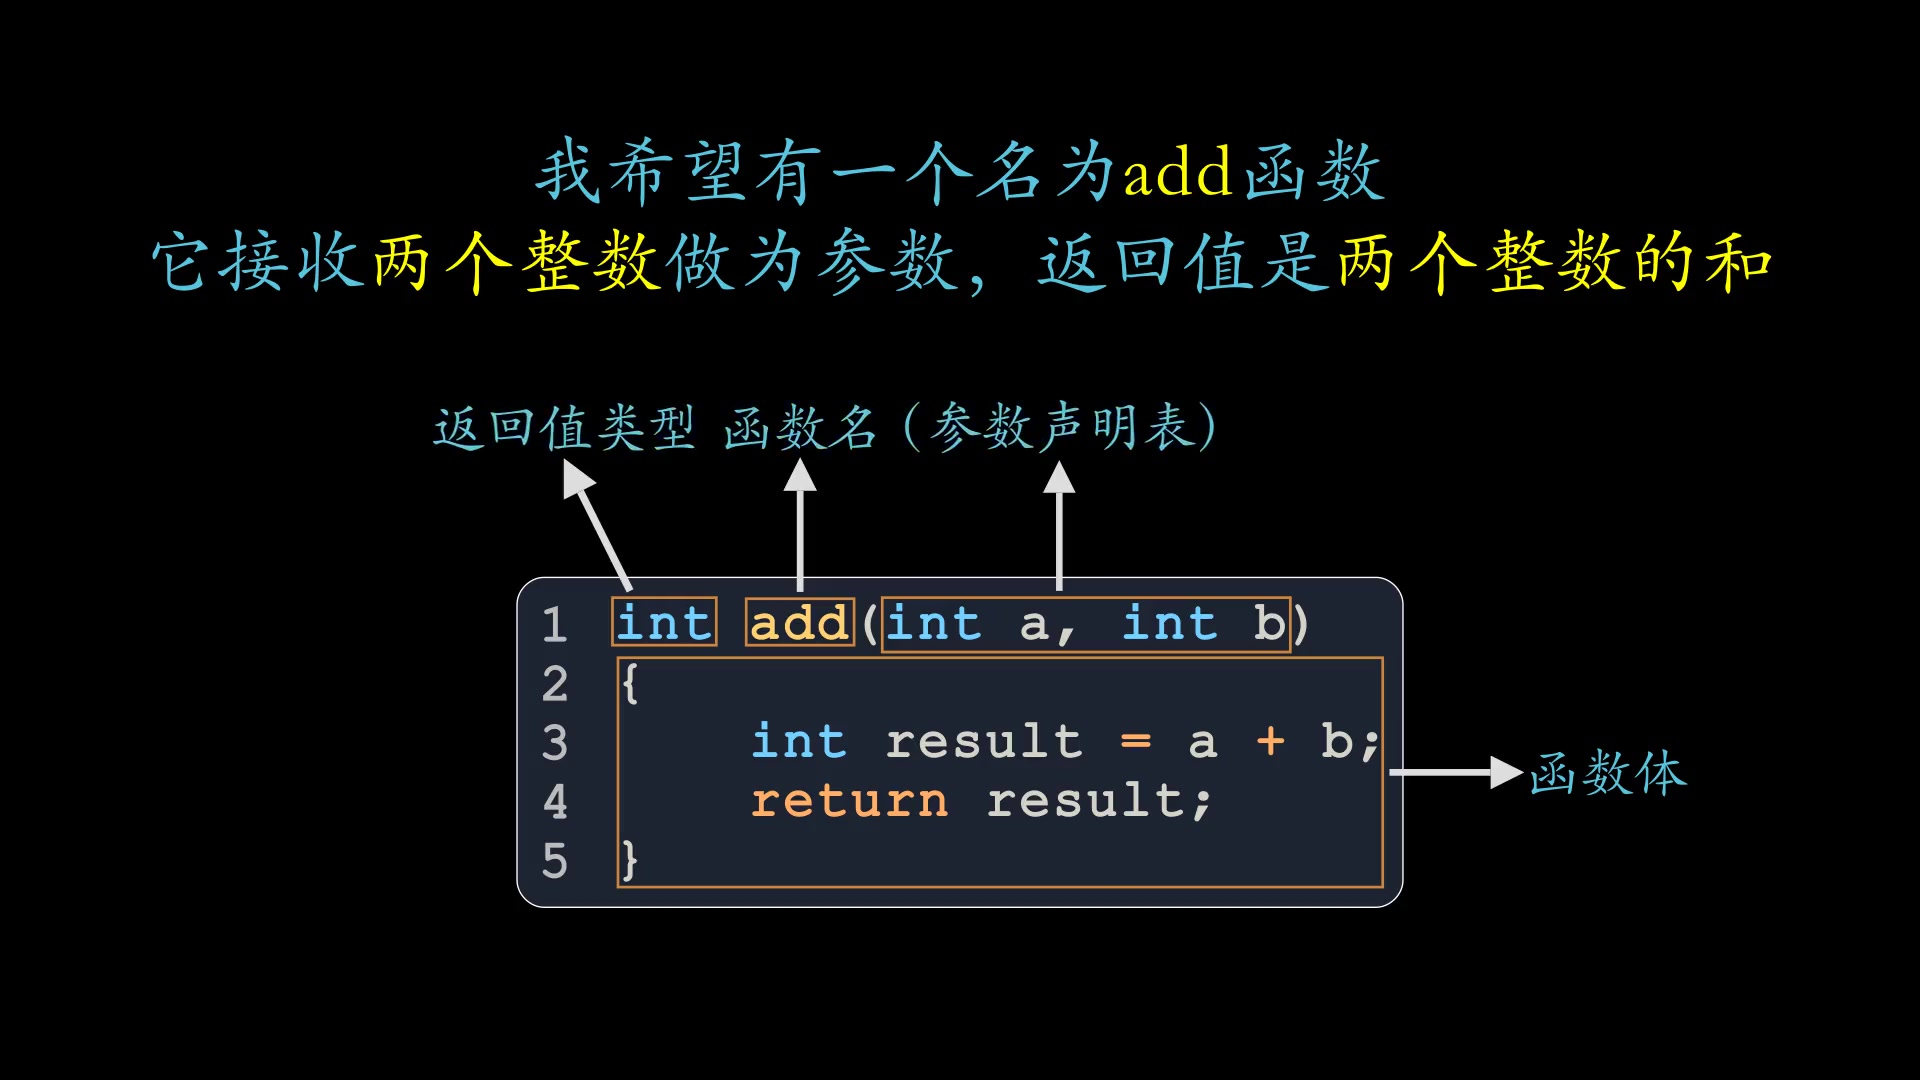 我希望有一个名为add函数
它接收两个整数做为参数，返回值是两个整数的和
返回值类型 函数名（参数声明表）
1 int add(int a, int b)
2 {
3     int result = a + b;
函数体
4     return result;
5 }